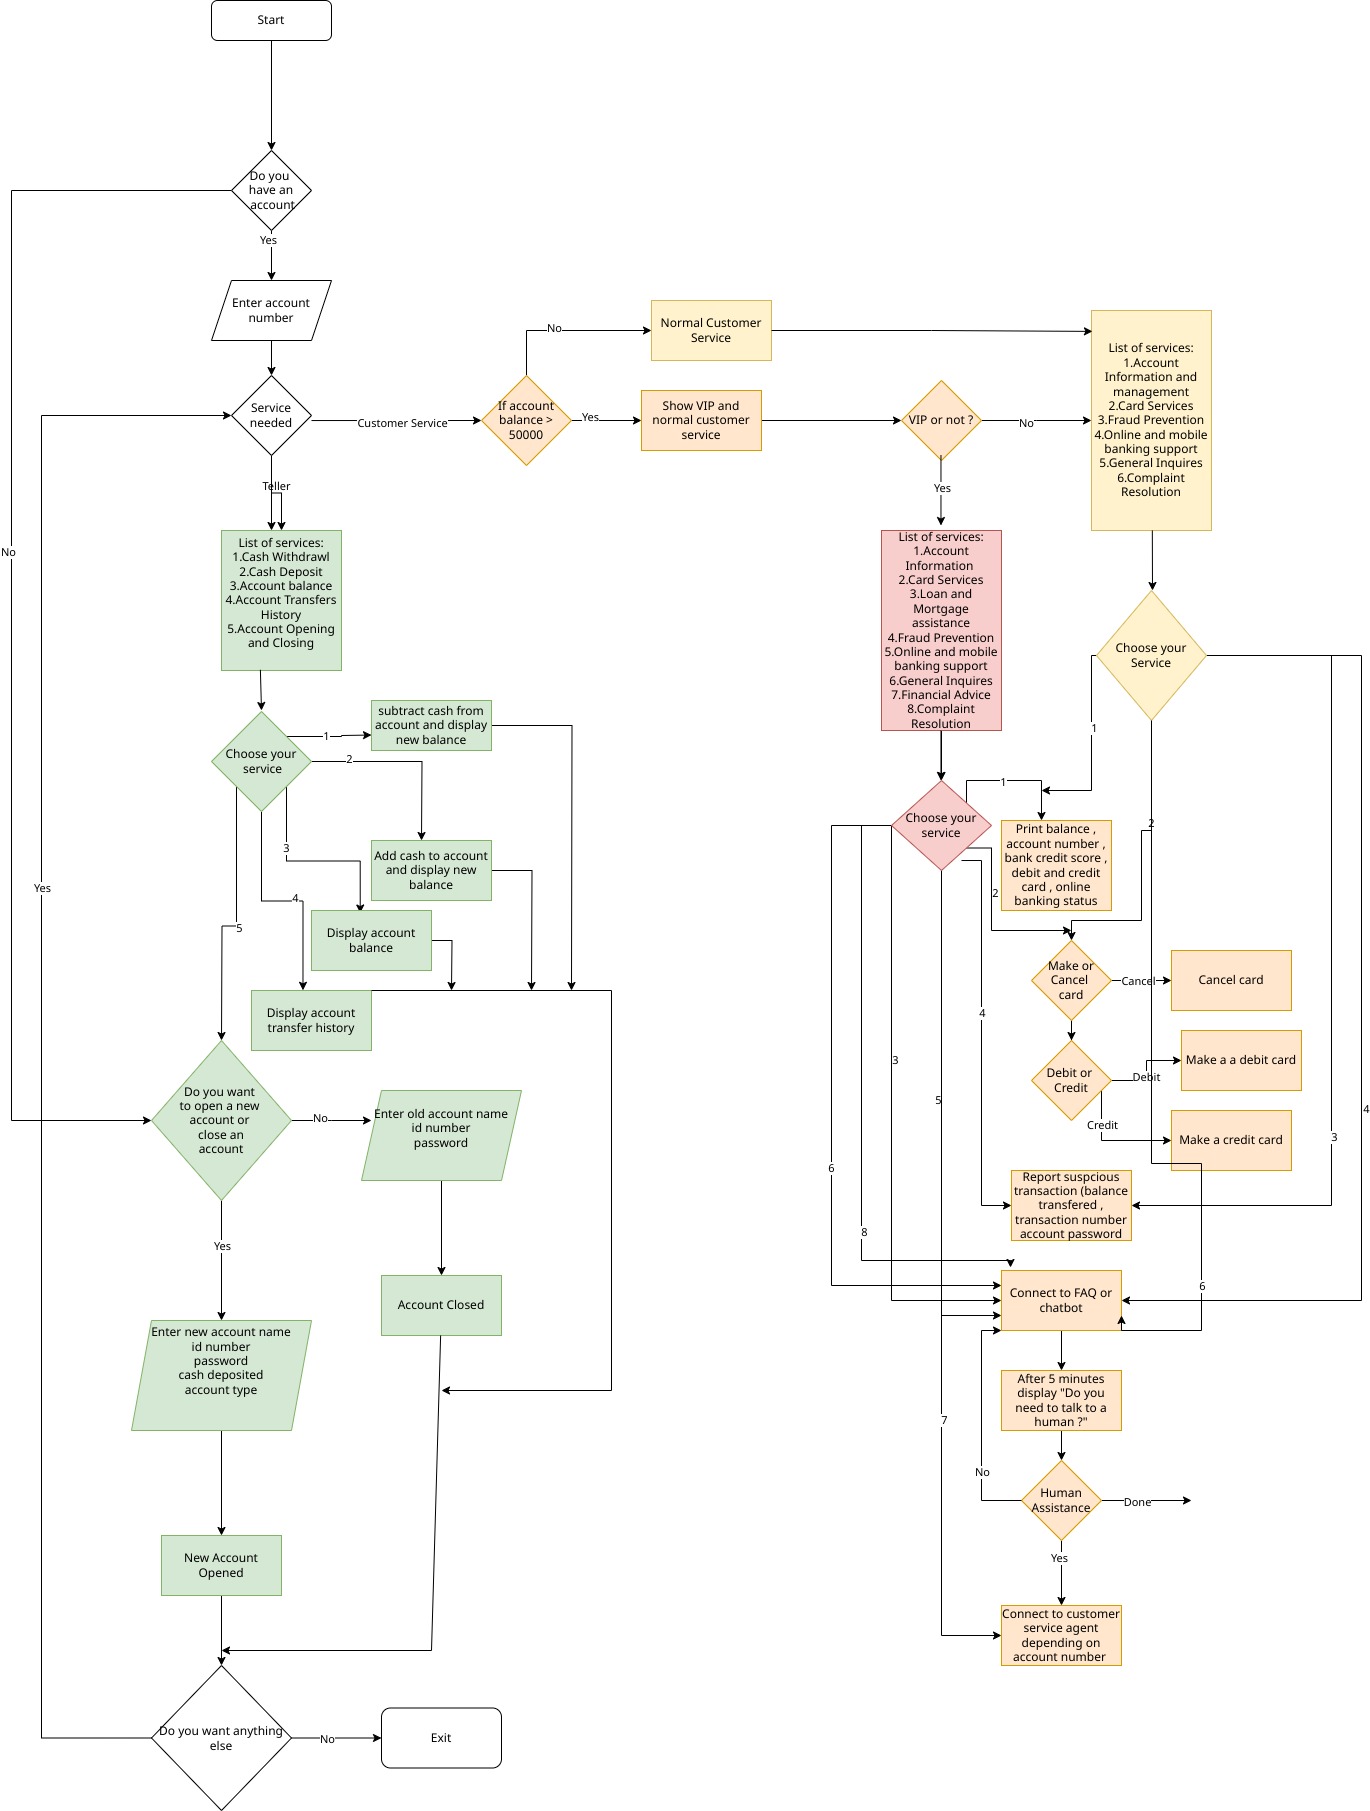 Start
Do you
have an
account
Yes
Enter account
number
Service
needed
Customer Service
Teller
No
If account
balance >
50000
No
Normal Customer
Service
Yes
Show VIP and
normal customer
service
VIP or not ?
No
Yes
List of services:
1.Account
Information and
management
2.Card Services
3.Fraud Prevention
4.Online and mobile
banking support
5.General Inquires
6.Complaint
Resolution
List of services:
1.Cash Withdrawl
2.Cash Deposit
3.Account balance
4.Account Transfers
History
5.Account Opening
and Closing
Choose your
service
1
subtract cash from
account and display
new balance
2
Add cash to account
and display new
balance
3
Display account
balance
4
Display account
transfer history
5
Yes
Do you want
to open a new
account or
close an
account
No
Enter old account name
id number
password
Yes
Account Closed
Enter new account name
id number
password
cash deposited
account type
New Account
Opened
Do you want anything
else
No
Exit
List of services:
1.Account
Information
2.Card Services
3.Loan and
Mortgage
assistance
4.Fraud Prevention
5.Online and mobile
banking support
6.General Inquires
7.Financial Advice
8.Complaint
Resolution
Choose your
Service
1
Choose your
service
1
2
Print balance ,
account number ,
bank credit score ,
debit and credit
card , online
banking status
2
Make or
Cancel
card
Cancel
Cancel card
Debit or
Credit
Debit
Make a a debit card
Credit
Make a credit card
3
4
5
3
4
6
Report suspcious
transaction (balance
transfered ,
transaction number
account password
8
6
Connect to FAQ or
chatbot
After 5 minutes
display "Do you
need to talk to a
human ?"
7
No
Human
Assistance
Done
Yes
Connect to customer
service agent
depending on
account number